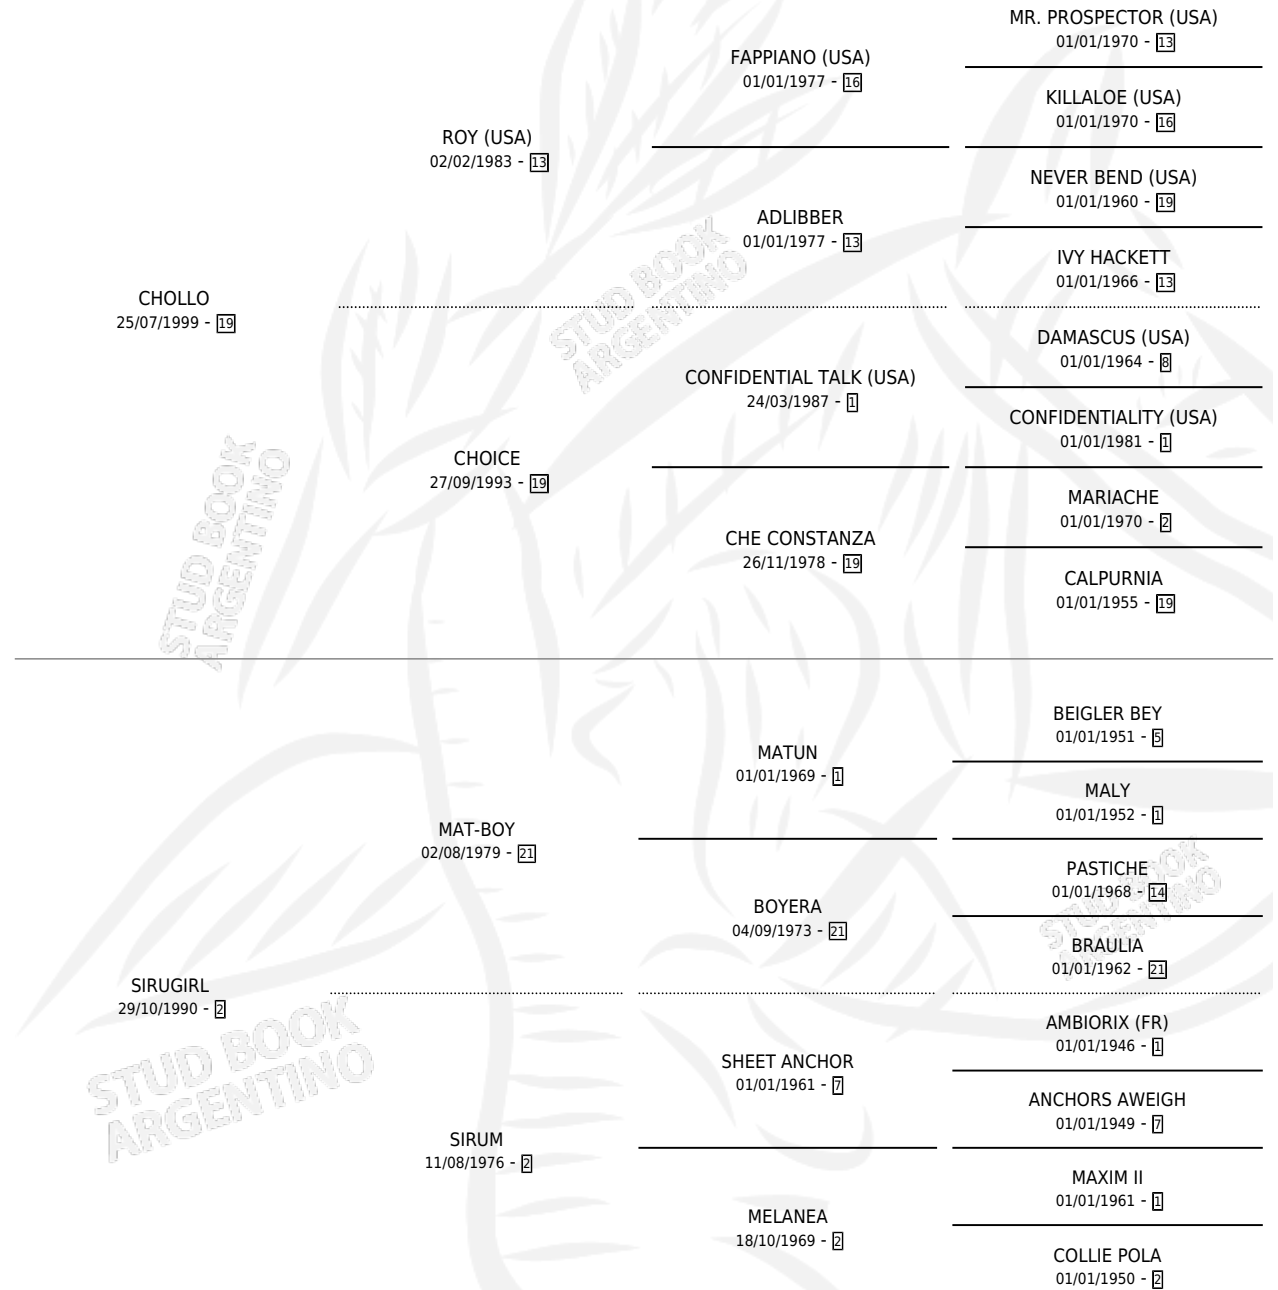 MR. PROSPECTOR (USA)
01/01/1970 - 13
FAPPIANO (USA)
01/01/1977 - 16
KILLALOE (USA)
01/01/1970 - 16
ROY (USA)
02/02/1983 - 13
NEVER BEND (USA)
01/01/1960 - 19
ADLIBBER
01/01/1977 - 13
IVY HACKETT
01/01/1966 - 13
CHOLLO
25/07/1999 - 19
STUD BOOK
ARGENTINO
DAMASCUS (USA)
01/01/1964 - 8
CONFIDENTIAL TALK (USA)
24/03/1987 - 1
CONFIDENTIALITY (USA)
01/01/1981 - 1
CHOICE
27/09/1993 - 19
MARIACHE
01/01/1970 - 2
CHE CONSTANZA
26/11/1978 - 19
CALPURNIA
01/01/1955 - 19
STUD BOOK
ARGENTINO
BEIGLER BEY
01/01/1951 - 5
MATUN
01/01/1969 - 1
MALY
01/01/1952 - 1
MAT-BOY
02/08/1979 - 21
PASTICHE
01/01/1968 - 14
BOYERA
04/09/1973 - 21
BRAULIA
01/01/1962 - 21
STUD BOOK
ARGENTINO
SIRUGIRL
29/10/1990 - 2
AMBIORIX (FR)
01/01/1946 - 1
SHEET ANCHOR
01/01/1961 - 7
ANCHORS AWEIGH
01/01/1949 - 7
STUD BOOK
ARGENTINO
SIRUM
11/08/1976 - 2
MAXIM II
01/01/1961 - 1
MELANEA
18/10/1969 - 2
COLLIE POLA
01/01/1950 - 2